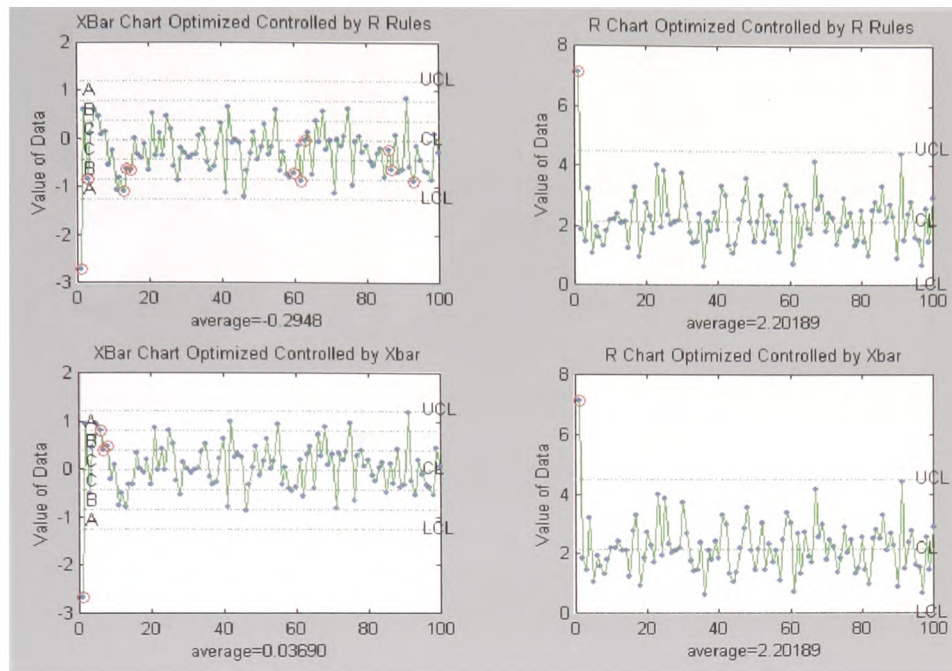 XBar Chart Optimized Controlled by R Rules
2
1
0
-1
-2
-3
Value of Data
A
B
C
C
B
A
UCL
CL
LCL
0 20 40 60 80 100
average=-0.2948
R Chart Optimized Controlled by R Rules
8
6
4
2
0
Value of Data
UCL
CL
LCL
0 20 40 60 80 100
average=2.20189
XBar Chart Optimized Controlled by Xbar
2
1
0
-1
-2
-3
Value of Data
A
B
C
C
B
A
UCL
CL
LCL
0 20 40 60 80 100
average=0.03690
R Chart Optimized Controlled by Xbar
8
6
4
2
0
Value of Data
UCL
CL
LCL
0 20 40 60 80 100
average=2.20189